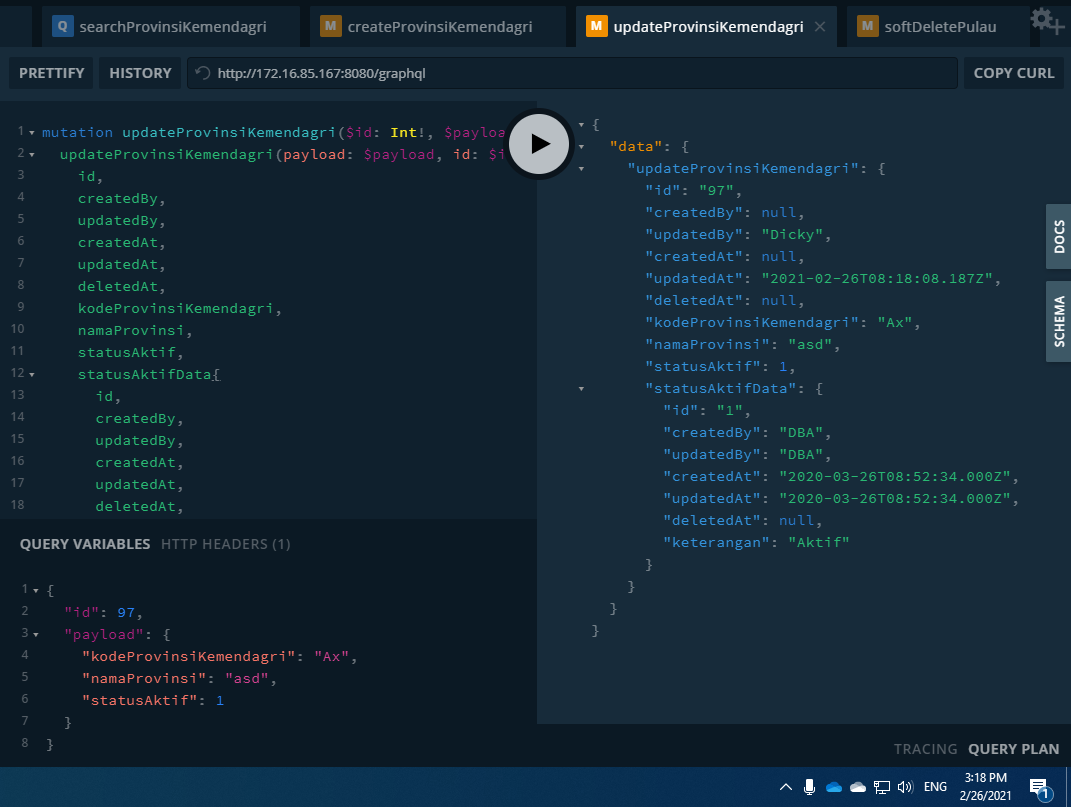 Q searchProvinsiKemendagri M createProvinsiKemendagri M updateProvinsiKemendagri × M softDeletePulau +
PRETTIFY HISTORY http://172.16.85.167:8080/graphql COPY CURL
1 mutation updateProvinsiKemendagri($id: Int!, $payloa
2 updateProvinsiKemendagri(payload: $payload, id: $i
3 id,
4 createdBy,
5 updatedBy,
6 createdAt,
7 updatedAt,
8 deletedAt,
9 kodeProvinsiKemendagri,
10 namaProvinsi,
11 statusAktif,
12 statusAktifData{
13 id,
14 createdBy,
15 updatedBy,
16 createdAt,
17 updatedAt,
18 deletedAt,
QUERY VARIABLES HTTP HEADERS (1)
1 {
2 "id": 97,
3 "payload": {
4 "kodeProvinsiKemendagri": "Ax",
5 "namaProvinsi": "asd",
6 "statusAktif": 1
7 }
8 }
{
"data": {
"updateProvinsiKemendagri": {
"id": "97",
"createdBy": null,
"updatedBy": "Dicky",
"createdAt": null,
"updatedAt": "2021-02-26T08:18:08.187Z",
"deletedAt": null,
"kodeProvinsiKemendagri": "Ax",
"namaProvinsi": "asd",
"statusAktif": 1,
"statusAktifData": {
"id": "1",
"createdBy": "DBA",
"updatedBy": "DBA",
"createdAt": "2020-03-26T08:52:34.000Z",
"updatedAt": "2020-03-26T08:52:34.000Z",
"deletedAt": null,
"keterangan": "Aktif"
}
}
}
}
DOCS
SCHEMA
TRACING QUERY PLAN
ENG
3:18 PM
2/26/2021
1